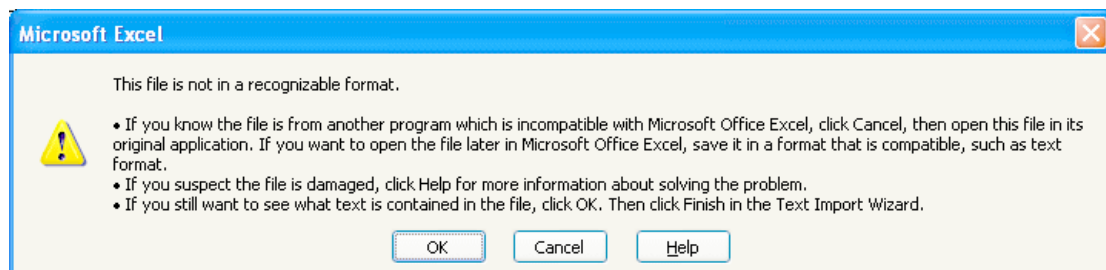 Microsoft Excel
This file is not in a recognizable format.
• If you know the file is from another program which is incompatible with Microsoft Office Excel, click Cancel, then open this file in its
original application. If you want to open the file later in Microsoft Office Excel, save it in a format that is compatible, such as text
format.
• If you suspect the file is damaged, click Help for more information about solving the problem.
• If you still want to see what text is contained in the file, click OK. Then click Finish in the Text Import Wizard.
OK Cancel Help